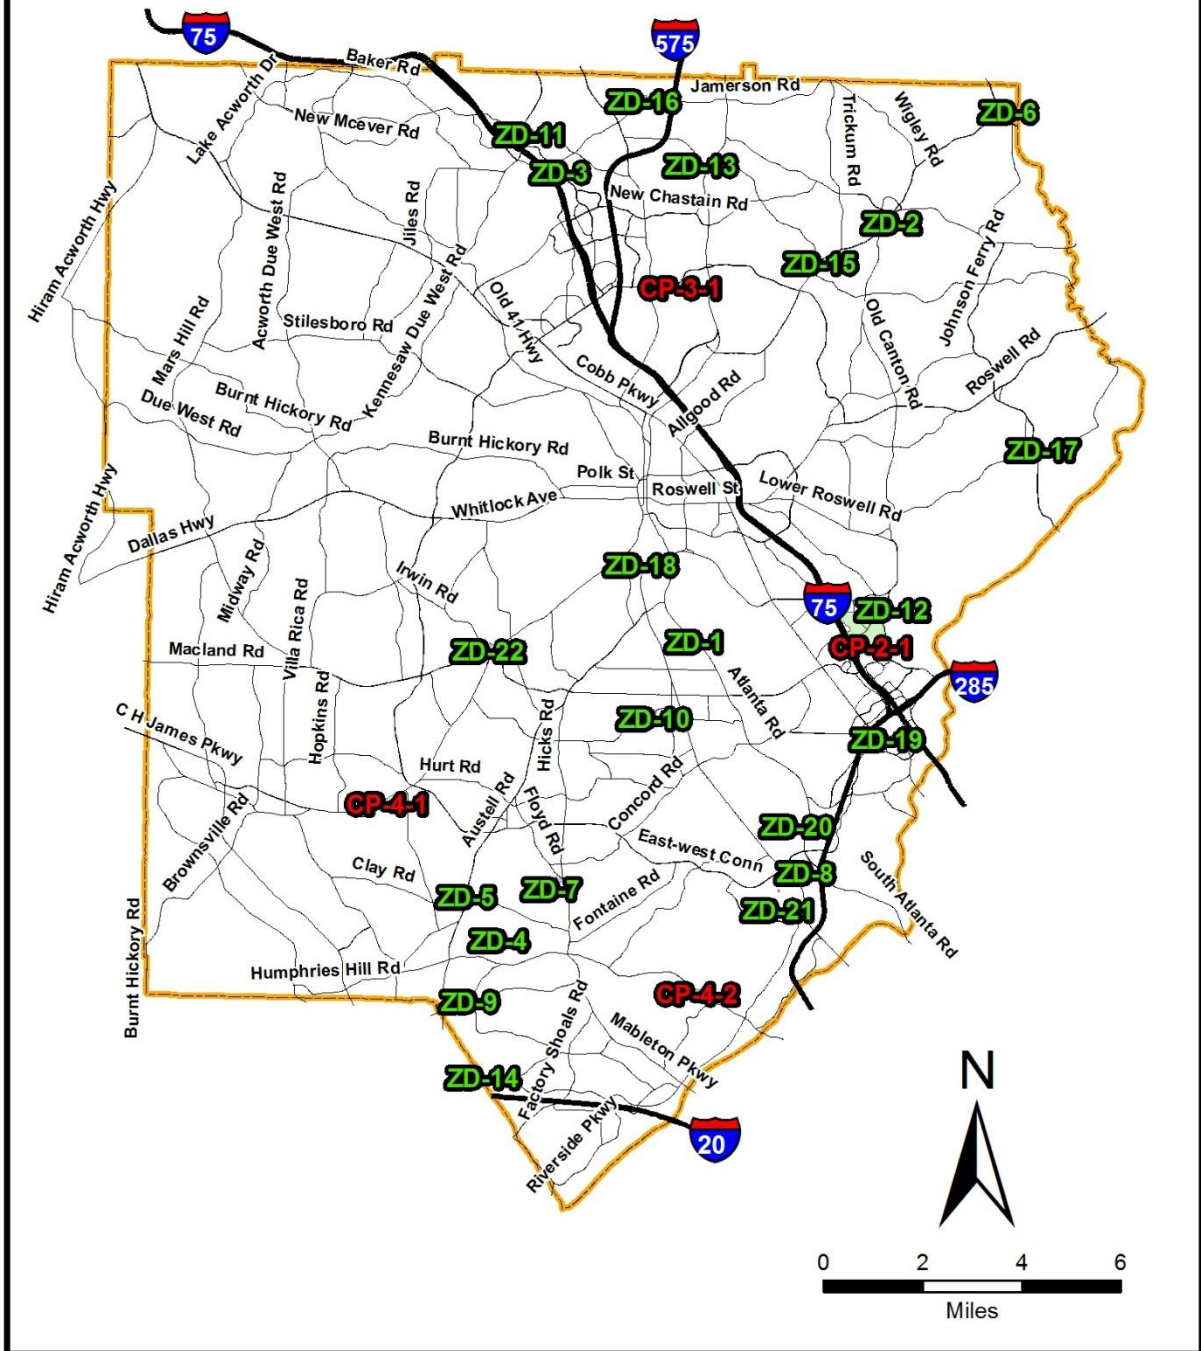 75
575
Baker Rd
Jamerson Rd
ZD-16
Lake Acworth Dr
New Mcever Rd
ZD-11
Trickum Rd
Wigley Rd
ZD-6
ZD-3
ZD-13
New Chastain Rd
Hiram Acworth Hwy
Acworth Due West Rd
Jiles Rd
ZD-2
ZD-15
Johnson Ferry Rd
CP-3-1
Kennesaw Due West Rd
Old 41 Hwy
Stilesboro Rd
Mars Hill Rd
D
Old Canton Rd
Roswell Rd
Cobb Pkwy
Allgood Rd
Burnt Hickory Rd
Due West Rd
Burnt Hickory Rd
ZD-17
Polk St
Roswell St
Lower Roswell Rd
Whitlock Ave
Hiram Acworth Hwy
Dallas Hwy
Midway Rd
Irwin Rd
ZD-18
75
ZD-12
Villa Rica Rd
Macland Rd
ZD-22
ZD-1
CP-2-1
285
Hopkins Rd
Atlanta Rd
C H James Pkwy
Hicks Rd
ZD-10
ZD-19
Hurt Rd
CP-4-1
Austell Rd
Floyd Rd
Concord Rd
Brownsville Rd
ZD-20
East-west Conn
Clay Rd
ZD-8
South Atlanta Rd
ZD-5
ZD-7
Fontaine Rd
ZD-21
ZD-4
Burnt Hickory Rd
Humphries Hill Rd
ZD-9
CP-4-2
Factory Shoals Rd
Mableton Pkwy
ZD-14
Riverside Pkwy
20
N
0 2 4 6
Miles